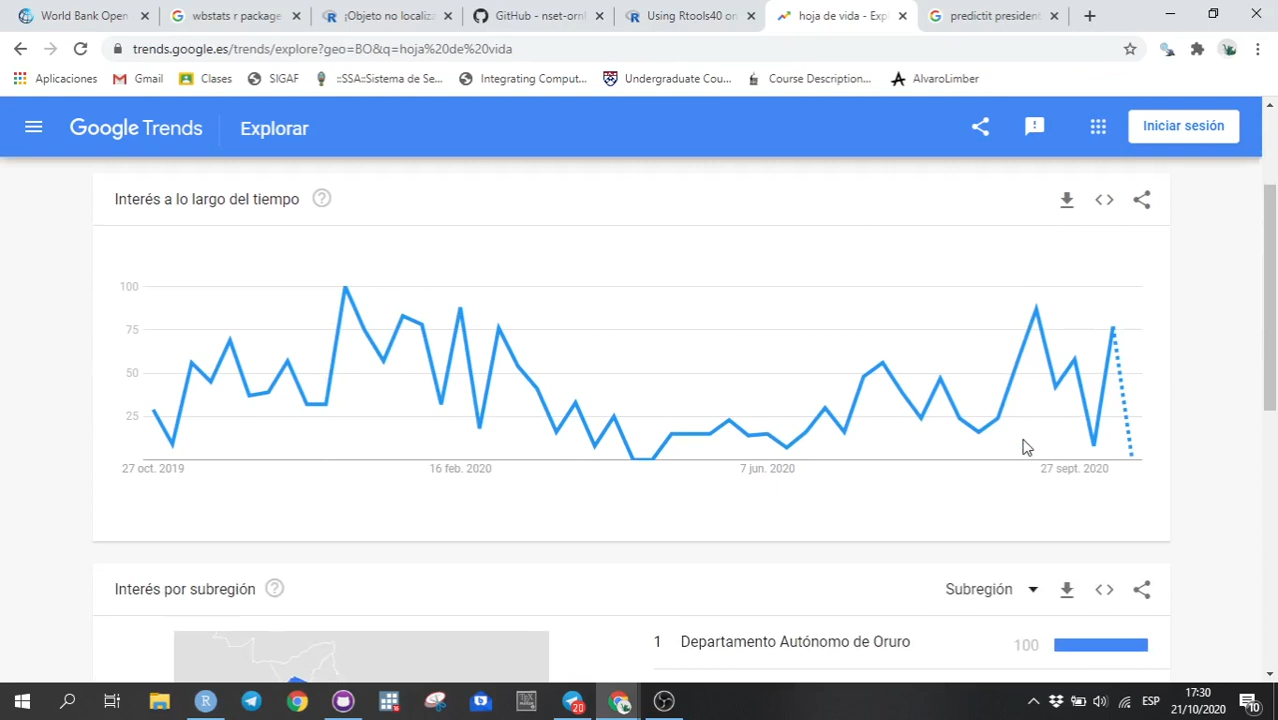 World Bank Open
wbstats r package
¡Objeto no localiza
GitHub - nset-ornl
Using Rtools40 on
hoja de vida - Exp
predictit president
trends.google.es/trends/explore?geo=BO&q=hoja%20de%20vida
Aplicaciones
Gmail
Clases
SIGAF
::SSA::Sistema de Se...
Integrating Comput...
Undergraduate Cou...
Course Description...
AlvaroLimber
Google Trends
Explorar
Iniciar sesión
Interés a lo largo del tiempo
100
75
50
25
27 oct. 2019
16 feb. 2020
7 jun. 2020
27 sept. 2020
Interés por subregión
Subregión
1 Departamento Autónomo de Oruro 100
20
ESP
17:30
21/10/2020
10